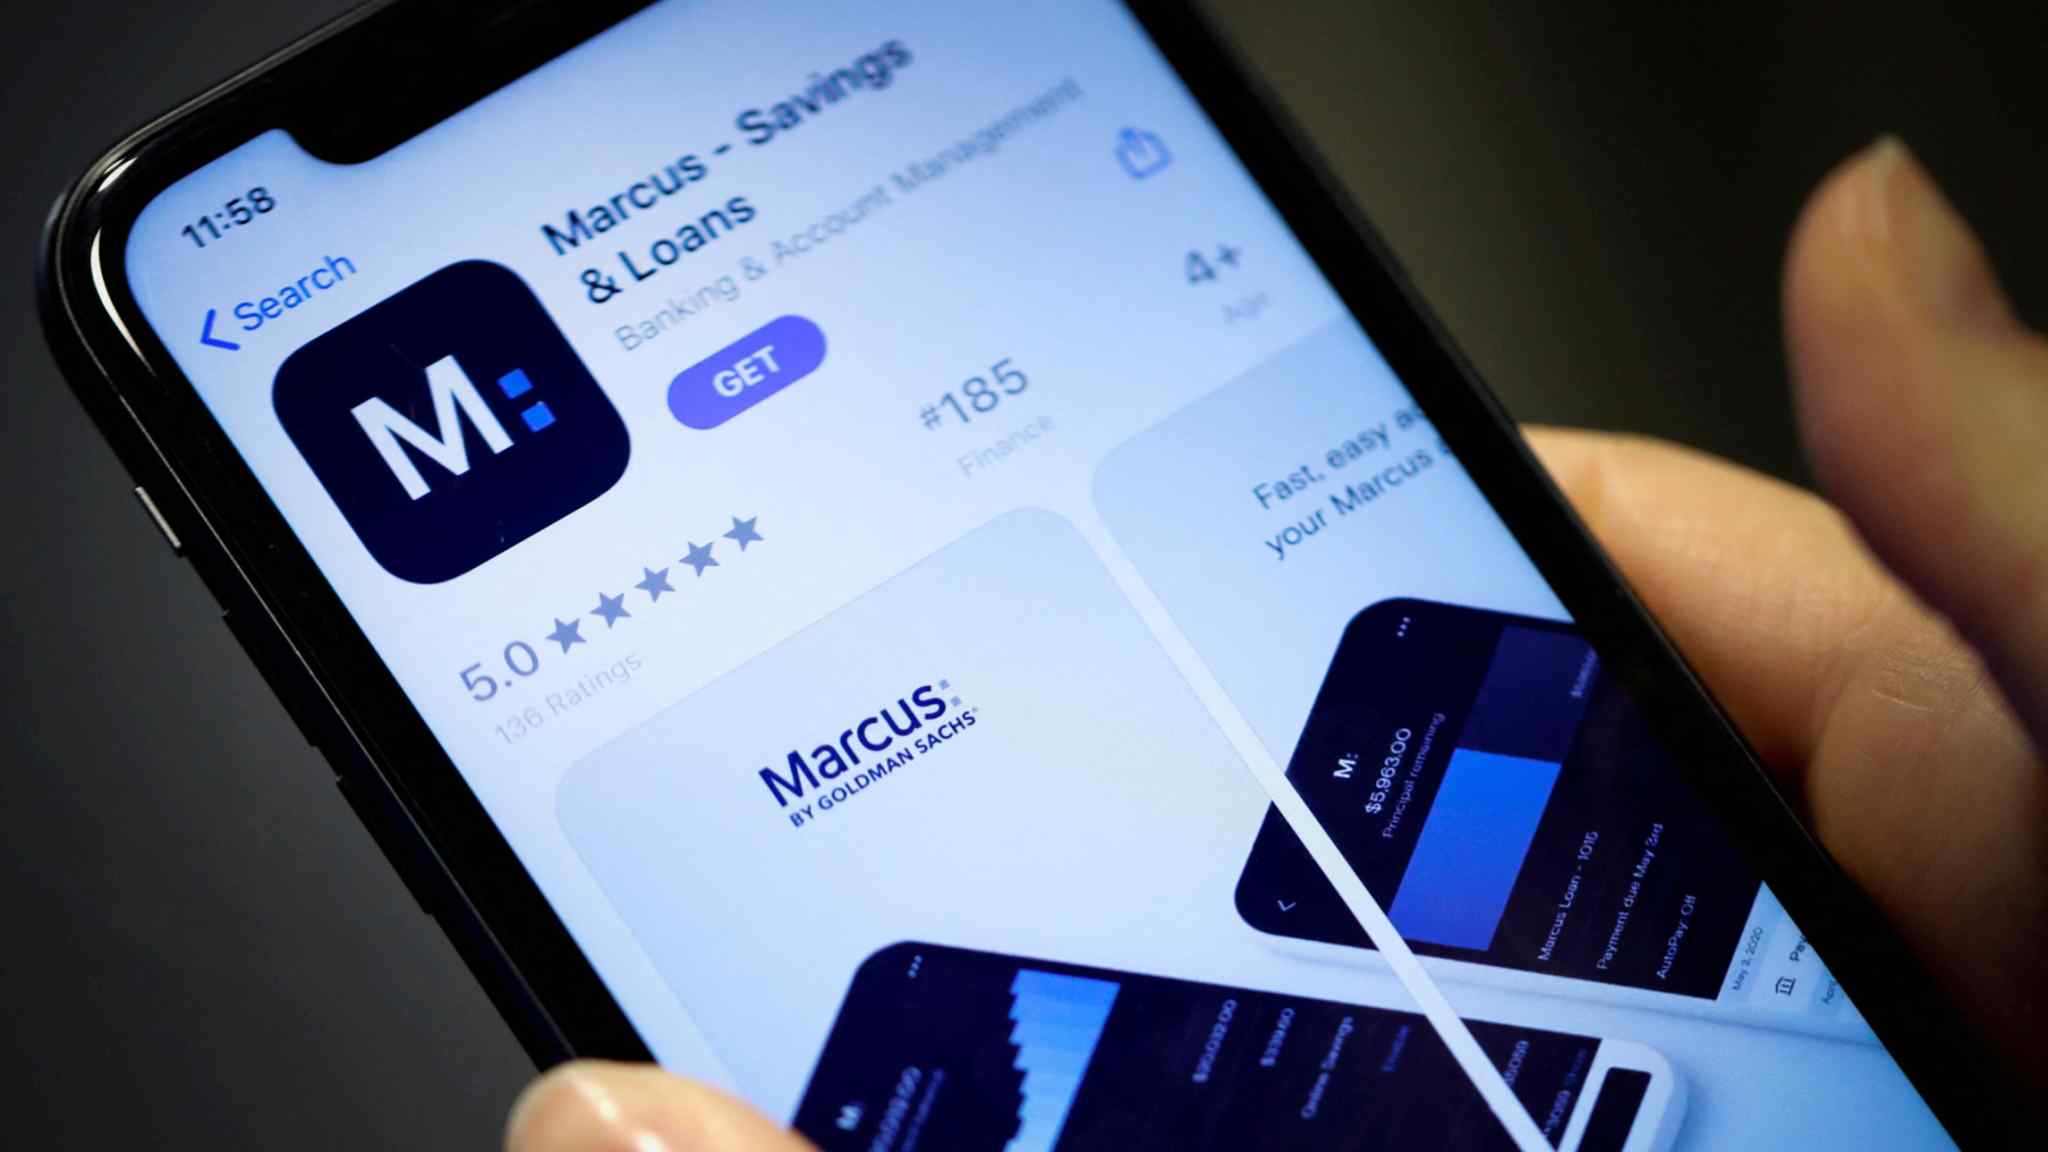 11:58
Search
M:
Marcus - Savings
& Loans
Banking & Account Management
GET
5.0
136 Ratings
#185
Finance
4+
Age
Marcus:
BY GOLDMAN SACHS®
Fast, easy
your Marcus
M:
$5,963.00
Principal remaining
Marcus Loan - 1015
Payment due May 3rd
AutoPay: Off
May 3, 2020
M:
Online Savings